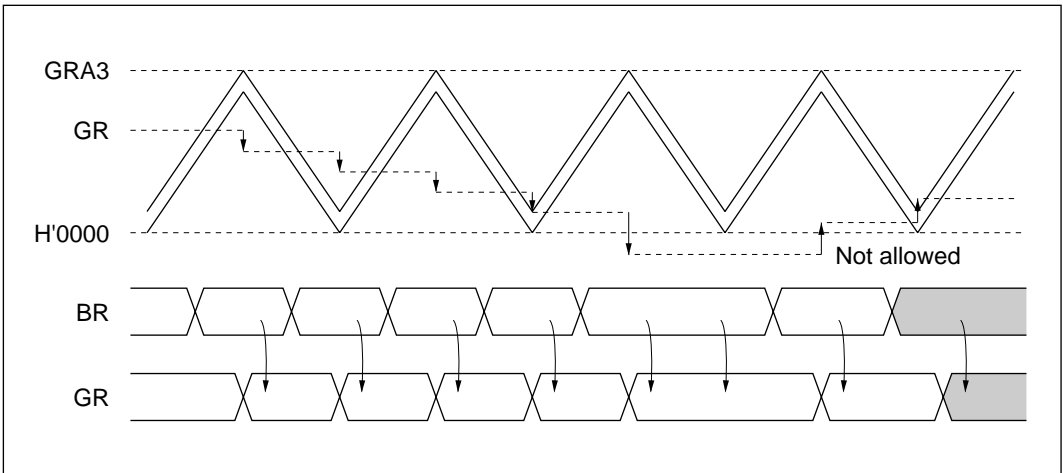 GRA3
GR
H'0000
Not allowed
BR
GR